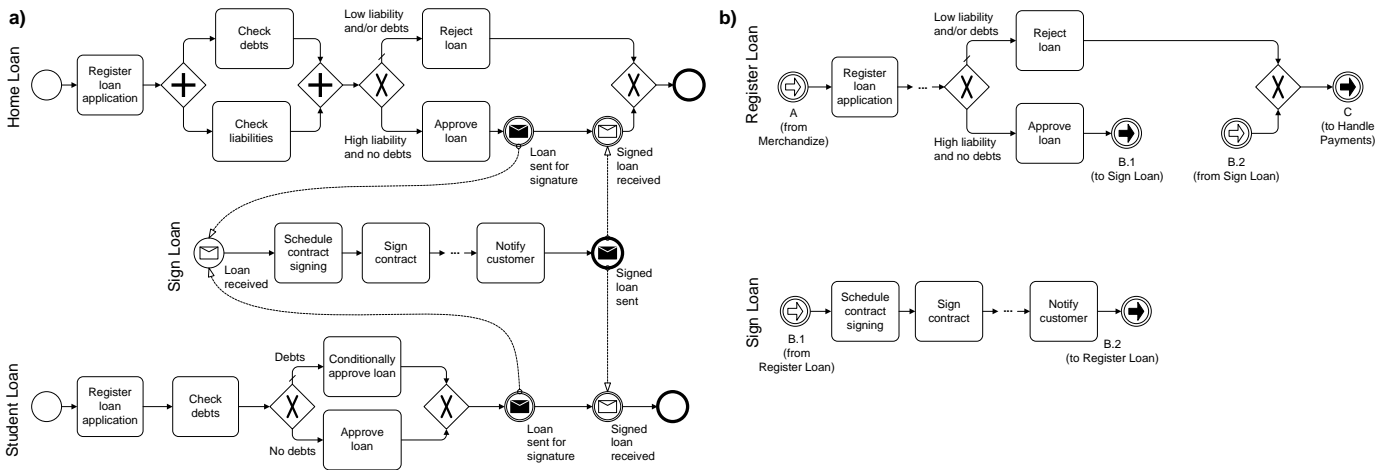 a)
Home Loan
Register
loan
application
Check
debts
Check
liabilities
Low liability
and/or debts
High liability
and no debts
X
Reject
loan
Approve
loan
Loan
sent for
signature
Signed
loan
received
X
Sign Loan
Loan
received
Schedule
contract
signing
Sign
contract
...
Notify
customer
Signed
loan
sent
Student Loan
Register
loan
application
Check
debts
Debts
No debts
X
Conditionally
approve loan
Approve
loan
X
Loan
sent for
signature
Signed
loan
received
b)
Register Loan
A
(from
Merchandize)
Register
loan
application
...
Low liability
and/or debts
High liability
and no debts
X
Reject
loan
Approve
loan
B.1
(to Sign Loan)
B.2
(from Sign Loan)
X
C
(to Handle
Payments)
Sign Loan
B.1
(from
Register Loan)
Schedule
contract
signing
Sign
contract
...
Notify
customer
B.2
(to Register Loan)